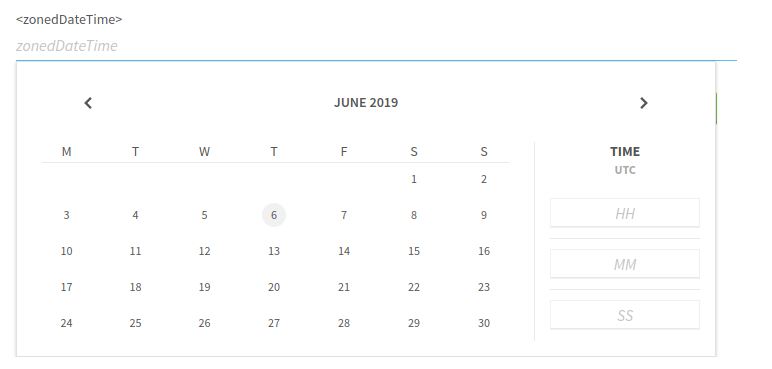 <zonedDateTime>
zonedDateTime
JUNE 2019
M T W T F S S
1 2
3 4 5 6 7 8 9
10 11 12 13 14 15 16
17 18 19 20 21 22 23
24 25 26 27 28 29 30
TIME
UTC
HH
MM
SS